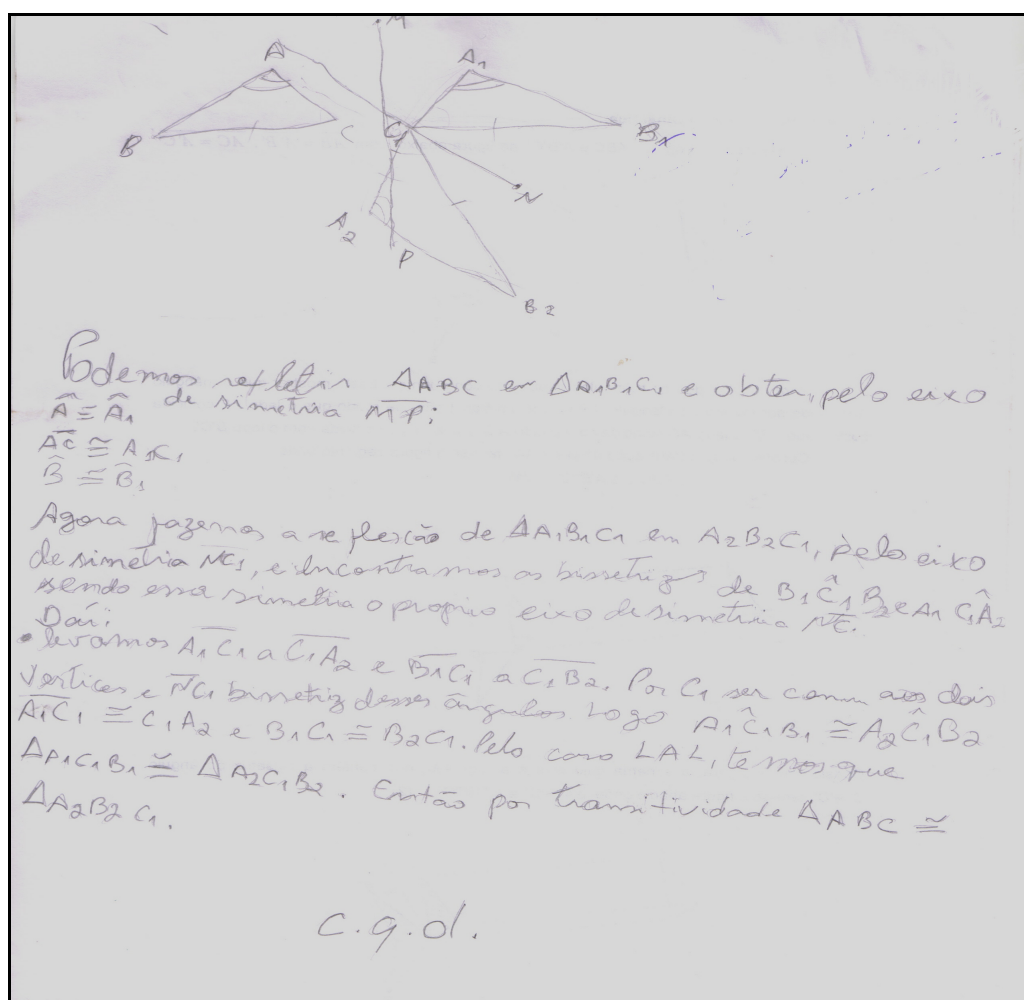 M
A
A1
B
C
C1
B1
N
A2
P
B2
Podemos refletir ΔABC em ΔA1B1C1 e obter, pelo eixo
Â ≅ Â1 de simetria MP;
AC ≅ A1C1
B̂ ≅ B̂1
Agora fazemos a reflexão de ΔA1B1C1 em A2B2C1, pelo eixo
de simetria NC1, e encontramos as bissetrizes de B1Ĉ1B2 e A1Ĉ1A2
sendo essa simetria o proprio eixo de simetria NC.
Daí:
• levamos A1C1 a C1A2 e B1C1 a C1B2. Por C1 ser comum aos dois
vertices e NC1 bissetriz desses ângulos. Logo A1Ĉ1B1 ≅ A2Ĉ1B2
A1C1 ≅ C1A2 e B1C1 ≅ B2C1. Pelo caso LAL, temos que
ΔA1C1B1 ≅ ΔA2C1B2. Então por transitividade ΔABC ≅
ΔA2B2C1.
c.q.d.